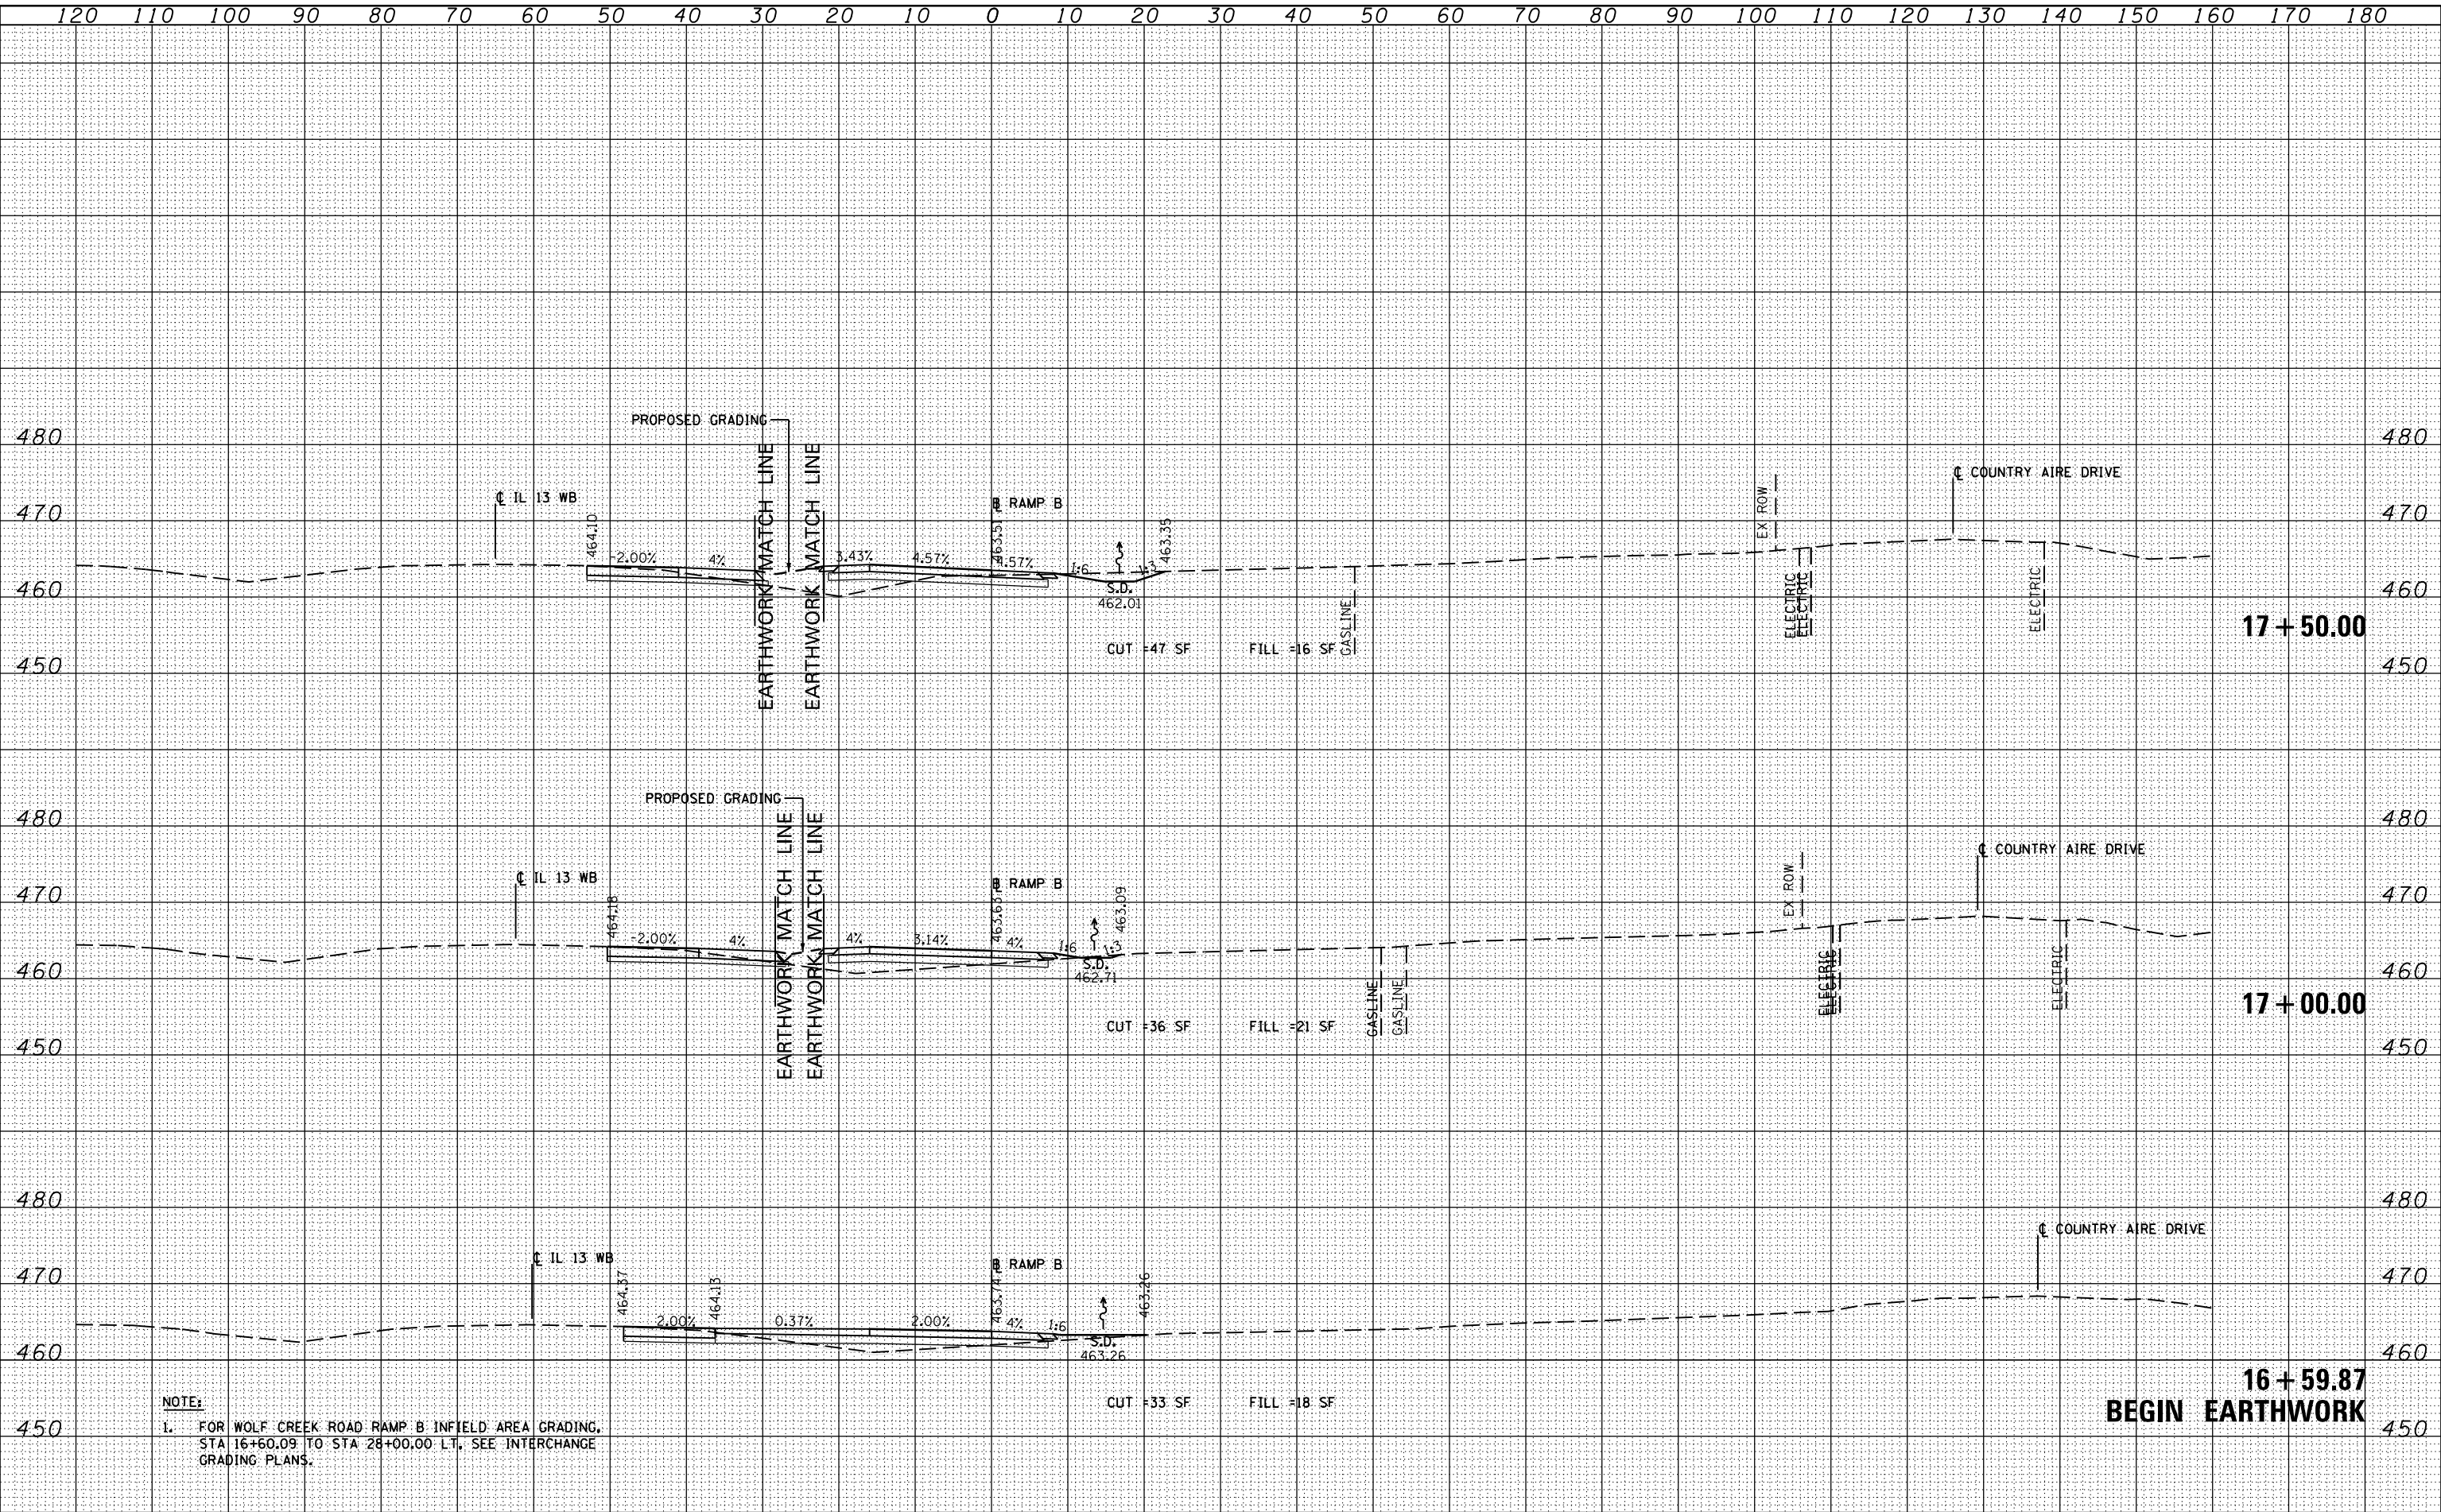 120 110 100 90 80 70 60 50 40 30 20 10 0 10 20 30 40 50 60 70 80 90 100 110 120 130 140 150 160 170 180
PROPOSED GRADING
480 480
EARTHWORK MATCH LINE
EARTHWORK MATCH LINE
℄ COUNTRY AIRE DRIVE
℄ IL 13 WB
RAMP B
EX ROW
470 470
464.10
463.51
463.35
-2.00% 4% 3.43% 4.57% 4.57% 1:6 1:3
S.D.
462.01
460 460
GASLINE
ELECTRIC
ELECTRIC
ELECTRIC
17+50.00
CUT =47 SF FILL =16 SF
450 450
PROPOSED GRADING
480 480
EARTHWORK MATCH LINE
EARTHWORK MATCH LINE
℄ COUNTRY AIRE DRIVE
℄ IL 13 WB
RAMP B
EX ROW
470 470
464.18
463.63
463.09
-2.00% 4% 4% 3.14% 4% 1:6 1:3
S.D.
462.71
460 460
GASLINE
GASLINE
ELECTRIC
ELECTRIC
ELECTRIC
17+00.00
CUT =36 SF FILL =21 SF
450 450
480 480
℄ COUNTRY AIRE DRIVE
℄ IL 13 WB
RAMP B
470 470
464.37
464.13
463.74
463.26
2.00% 0.37% 2.00% 4% 1:6
S.D.
463.26
460 460
16+59.87
BEGIN EARTHWORK
CUT =33 SF FILL =18 SF
450 450
NOTE:
1. FOR WOLF CREEK ROAD RAMP B INFIELD AREA GRADING,
STA 16+60.09 TO STA 28+00.00 LT, SEE INTERCHANGE
GRADING PLANS.